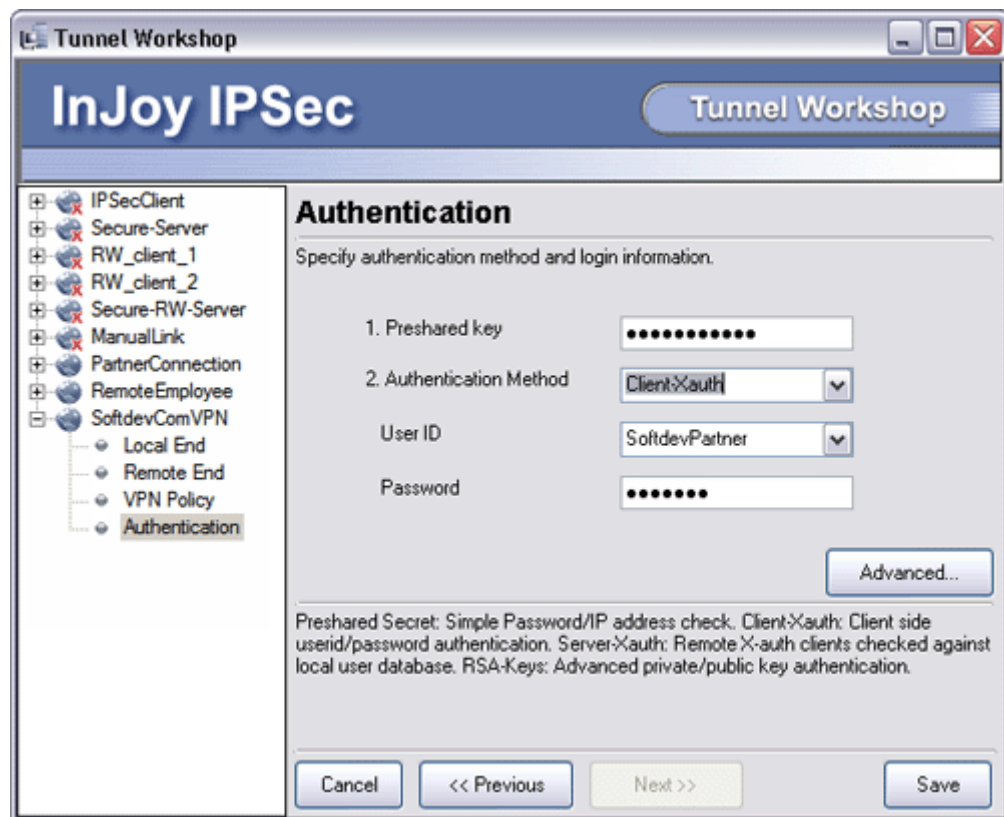 Tunnel Workshop
InJoy IPSec
Tunnel Workshop
IPSecClient
Secure-Server
RW_client_1
RW_client_2
Secure-RW-Server
ManualLink
PartnerConnection
RemoteEmployee
SoftdevComVPN
Local End
Remote End
VPN Policy
Authentication
Authentication
Specify authentication method and login information.
1. Preshared key
●●●●●●●●●●●
2. Authentication Method
Client-Xauth
User ID
SoftdevPartner
Password
●●●●●●●
Advanced...
Preshared Secret: Simple Password/IP address check. Client-Xauth: Client side
userid/password authentication. Server-Xauth: Remote X-auth clients checked against
local user database. RSA-Keys: Advanced private/public key authentication.
Cancel
<< Previous
Next >>
Save